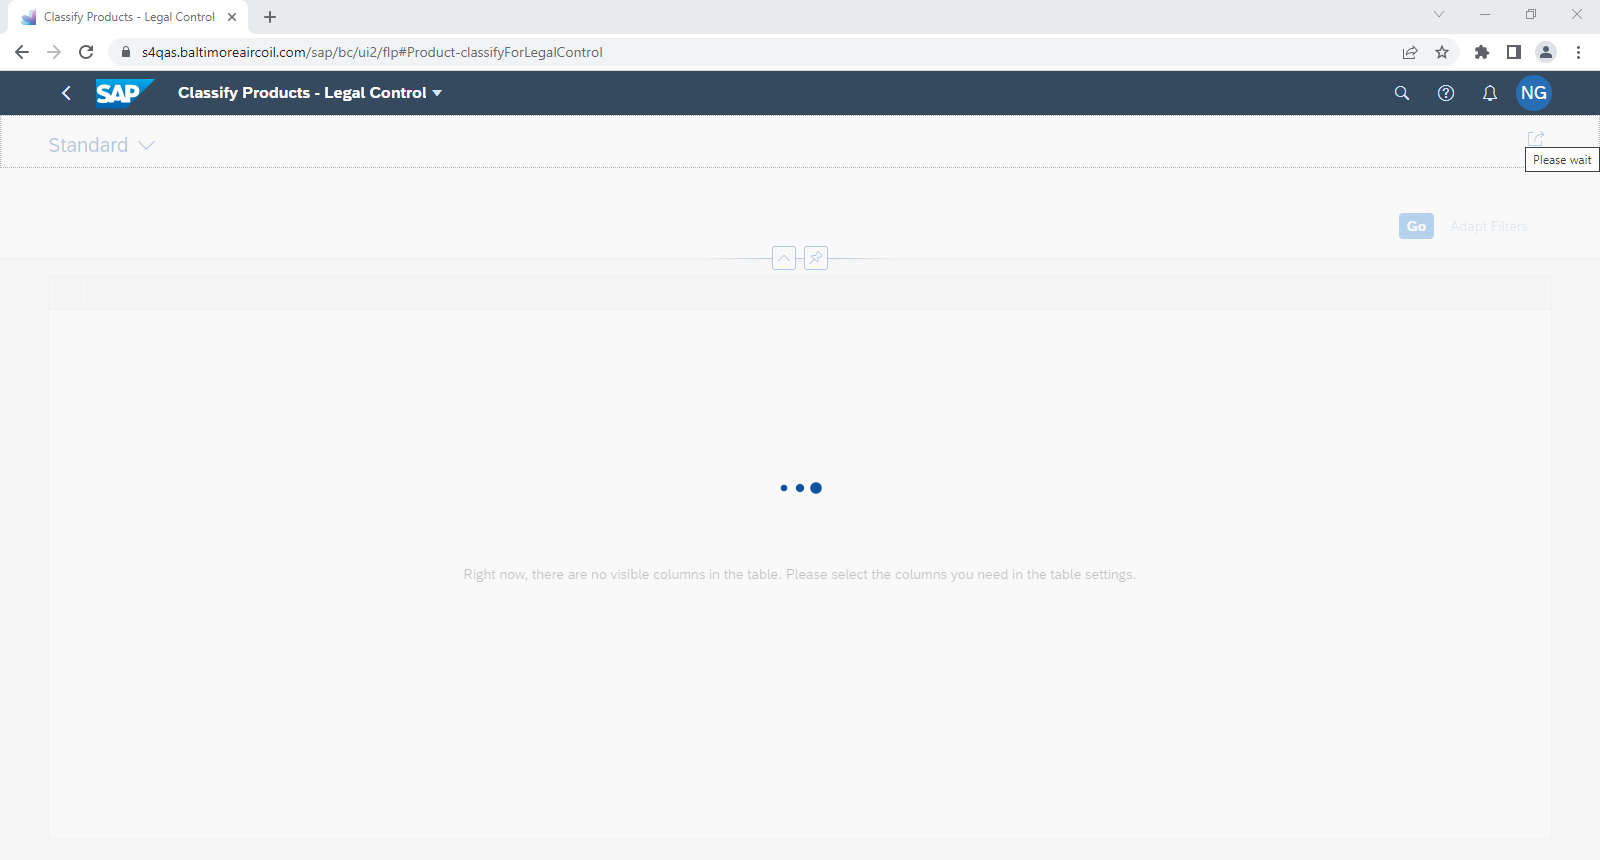 Classify Products - Legal Control
s4qas.baltimoreaircoil.com/sap/bc/ui2/flp#Product-classifyForLegalControl
SAP Classify Products - Legal Control NG
Standard
Please wait
Go Adapt Filters
Right now, there are no visible columns in the table. Please select the columns you need in the table settings.